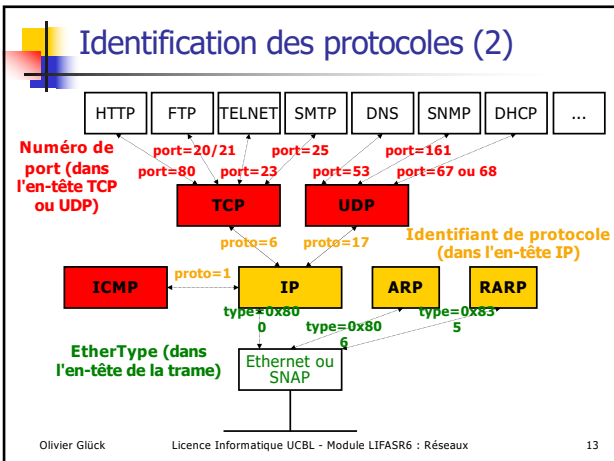 Identification des protocoles (2)
HTTP FTP TELNET SMTP DNS SNMP DHCP ...
Numéro de
port (dans
l'en-tête TCP
ou UDP)
port=20/21 port=25 port=161
port=80 port=23 port=53 port=67 ou 68
TCP UDP
proto=6 proto=17
Identifiant de protocole
(dans l'en-tête IP)
ICMP proto=1 IP ARP RARP
type=0x80
0
type=0x80
6
type=0x83
5
EtherType (dans
l'en-tête de la trame)
Ethernet ou
SNAP
Olivier Glück Licence Informatique UCBL - Module LIFASR6 : Réseaux 13